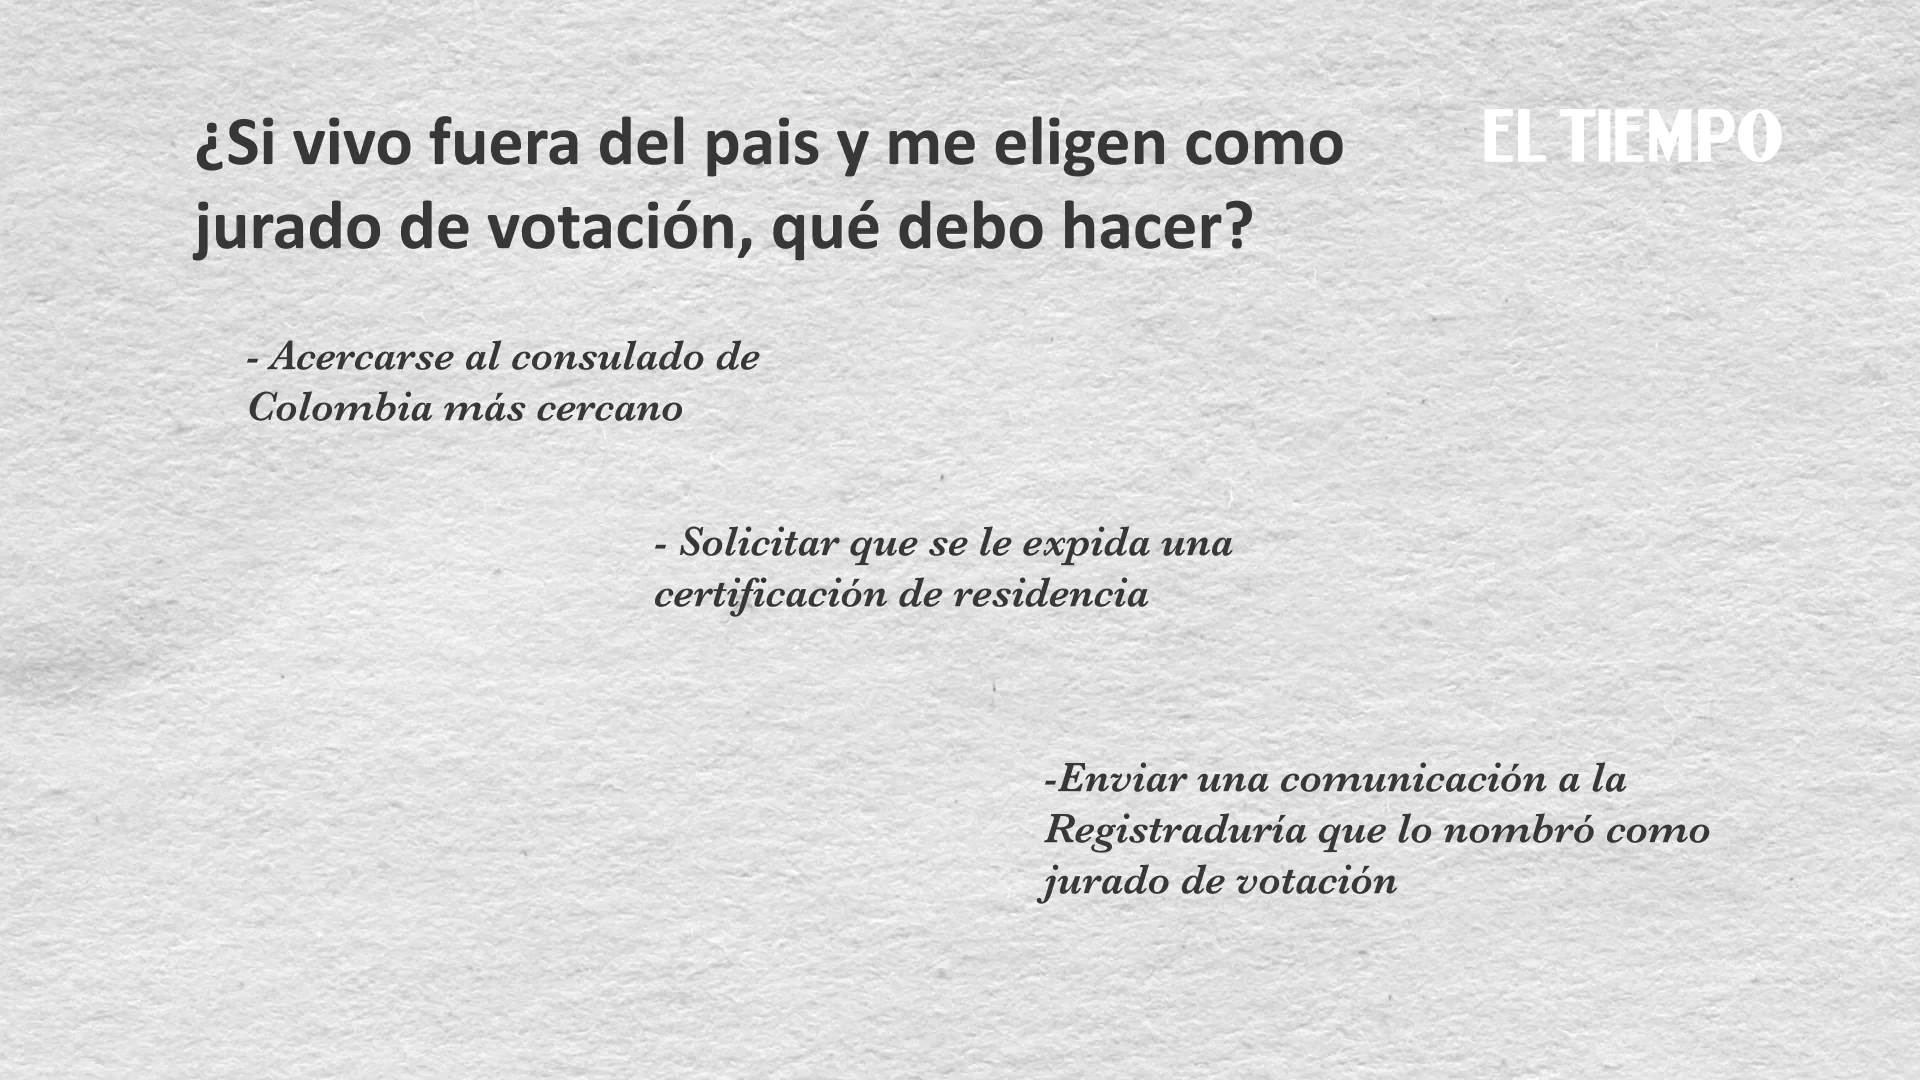 ¿Si vivo fuera del pais y me eligen como
jurado de votación, qué debo hacer?
EL TIEMPO
- Acercarse al consulado de
Colombia más cercano
- Solicitar que se le expida una
certificación de residencia
-Enviar una comunicación a la
Registraduría que lo nombró como
jurado de votación